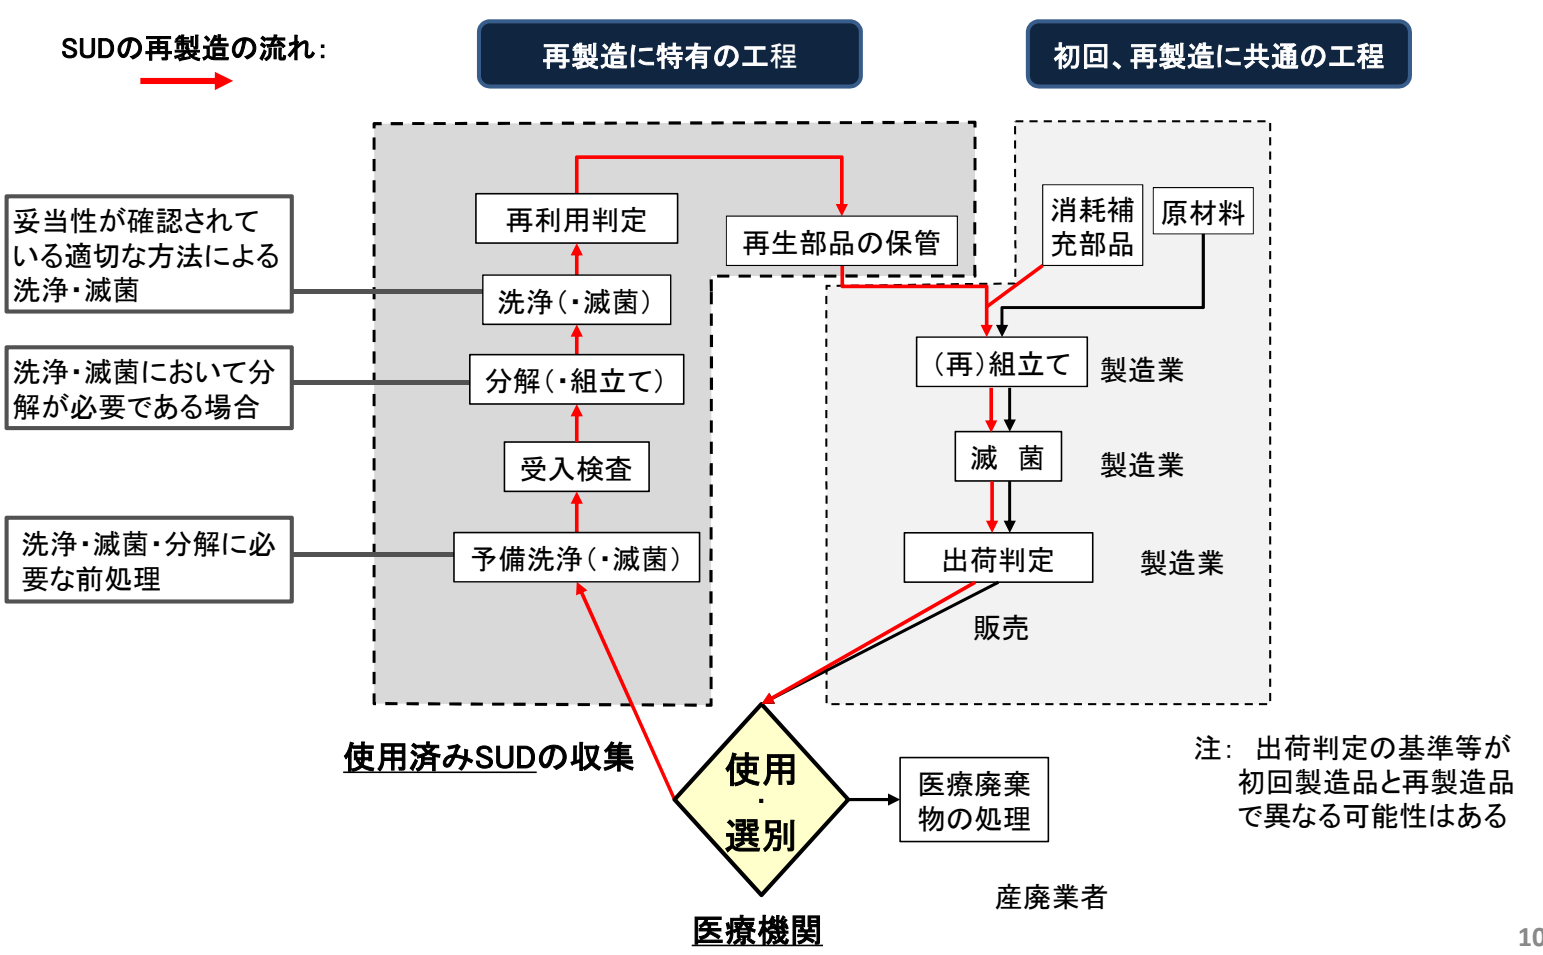 SUDの再製造の流れ：
再製造に特有の工程
初回、再製造に共通の工程
妥当性が確認されて
いる適切な方法による
洗浄・滅菌
洗浄・滅菌において分
解が必要である場合
洗浄・滅菌・分解に必
要な前処理
再利用判定
洗浄（・滅菌）
分解（・組立て）
受入検査
予備洗浄（・滅菌）
再生部品の保管
消耗補
充部品
原材料
（再）組立て
製造業
滅　菌
製造業
出荷判定
製造業
販売
使用済みSUDの収集
使用
・
選別
医療機関
医療廃棄
物の処理
産廃業者
注：　出荷判定の基準等が
初回製造品と再製造品
で異なる可能性はある
10